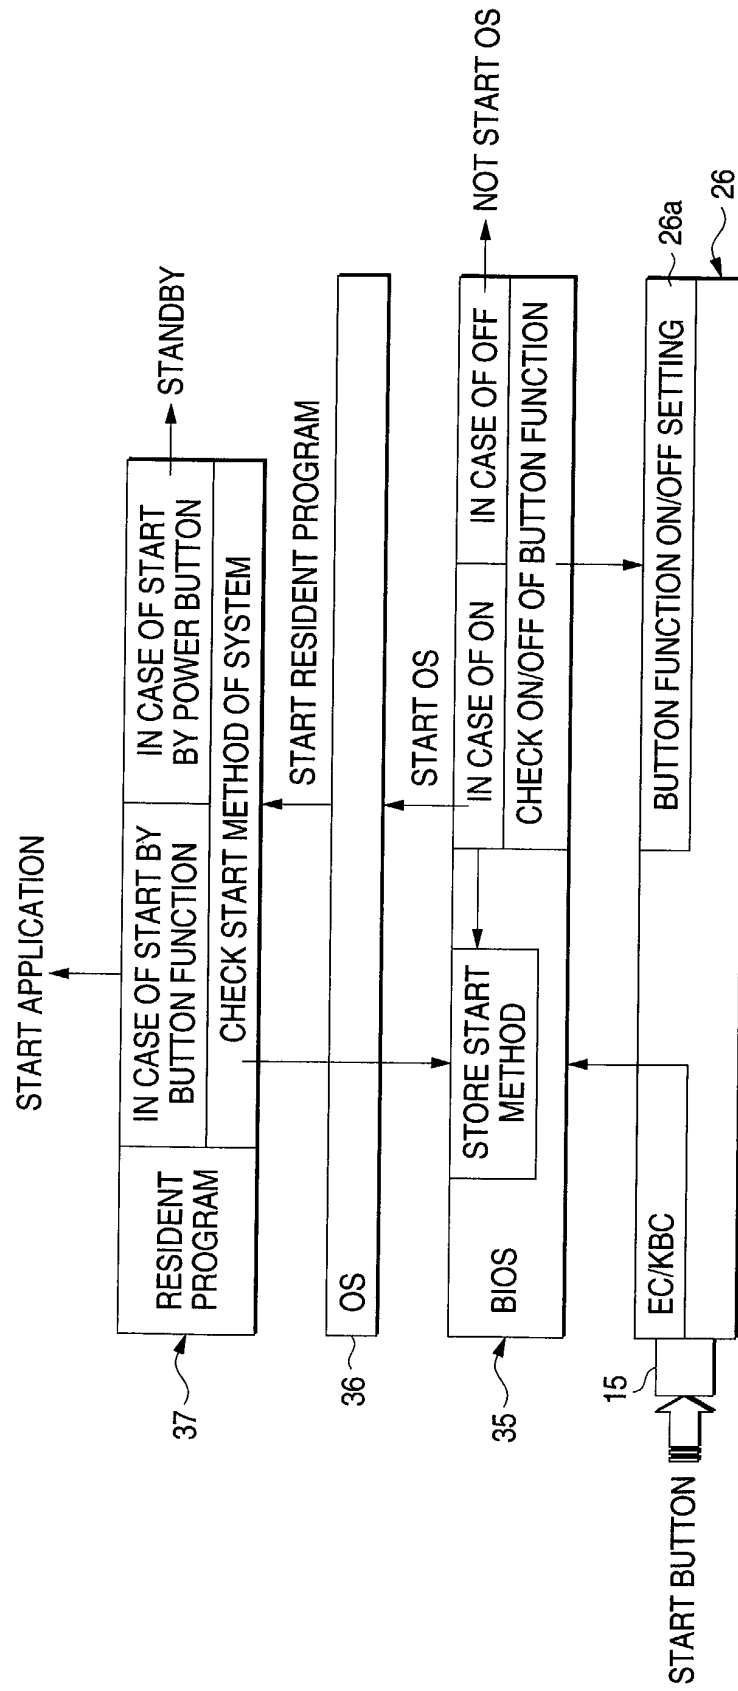 START APPLICATION
STANDBY
IN CASE OF START BY
BUTTON FUNCTION
IN CASE OF START
BY POWER BUTTON
RESIDENT
PROGRAM
CHECK START METHOD OF SYSTEM
37
START RESIDENT PROGRAM
OS
36
START OS
NOT START OS
IN CASE OF ON
IN CASE OF OFF
STORE START
METHOD
CHECK ON/OFF OF BUTTON FUNCTION
BIOS
35
26a
EC/KBC
BUTTON FUNCTION ON/OFF SETTING
26
15
START BUTTON